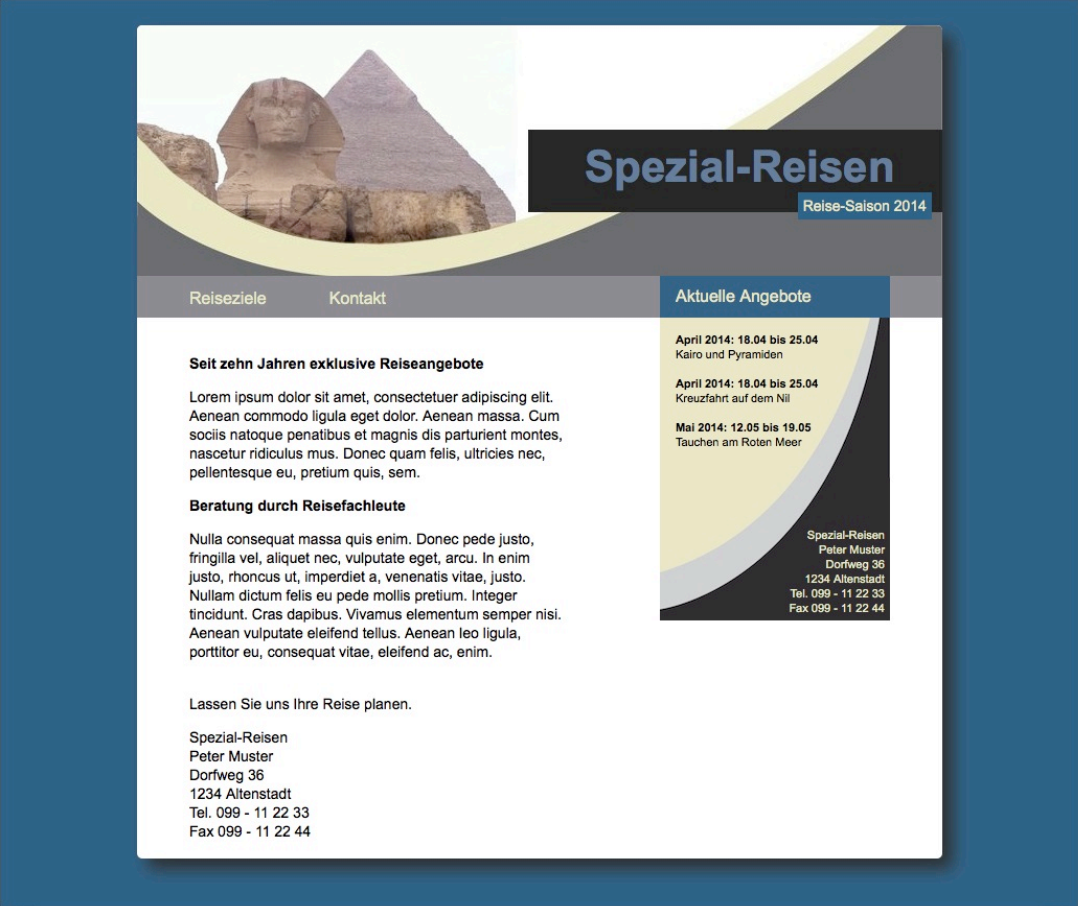 Spezial-Reisen
Reise-Saison 2014
Reiseziele
Kontakt
Aktuelle Angebote
Seit zehn Jahren exklusive Reiseangebote
Lorem ipsum dolor sit amet, consectetuer adipiscing elit.
Aenean commodo ligula eget dolor. Aenean massa. Cum
sociis natoque penatibus et magnis dis parturient montes,
nascetur ridiculus mus. Donec quam felis, ultricies nec,
pellentesque eu, pretium quis, sem.
Beratung durch Reisefachleute
Nulla consequat massa quis enim. Donec pede justo,
fringilla vel, aliquet nec, vulputate eget, arcu. In enim
justo, rhoncus ut, imperdiet a, venenatis vitae, justo.
Nullam dictum felis eu pede mollis pretium. Integer
tincidunt. Cras dapibus. Vivamus elementum semper nisi.
Aenean vulputate eleifend tellus. Aenean leo ligula,
porttitor eu, consequat vitae, eleifend ac, enim.
Lassen Sie uns Ihre Reise planen.
Spezial-Reisen
Peter Muster
Dorfweg 36
1234 Altenstadt
Tel. 099 - 11 22 33
Fax 099 - 11 22 44
April 2014: 18.04 bis 25.04
Kairo und Pyramiden
April 2014: 18.04 bis 25.04
Kreuzfahrt auf dem Nil
Mai 2014: 12.05 bis 19.05
Tauchen am Roten Meer
Spezial-Reisen
Peter Muster
Dorfweg 36
1234 Altenstadt
Tel. 099 - 11 22 33
Fax 099 - 11 22 44